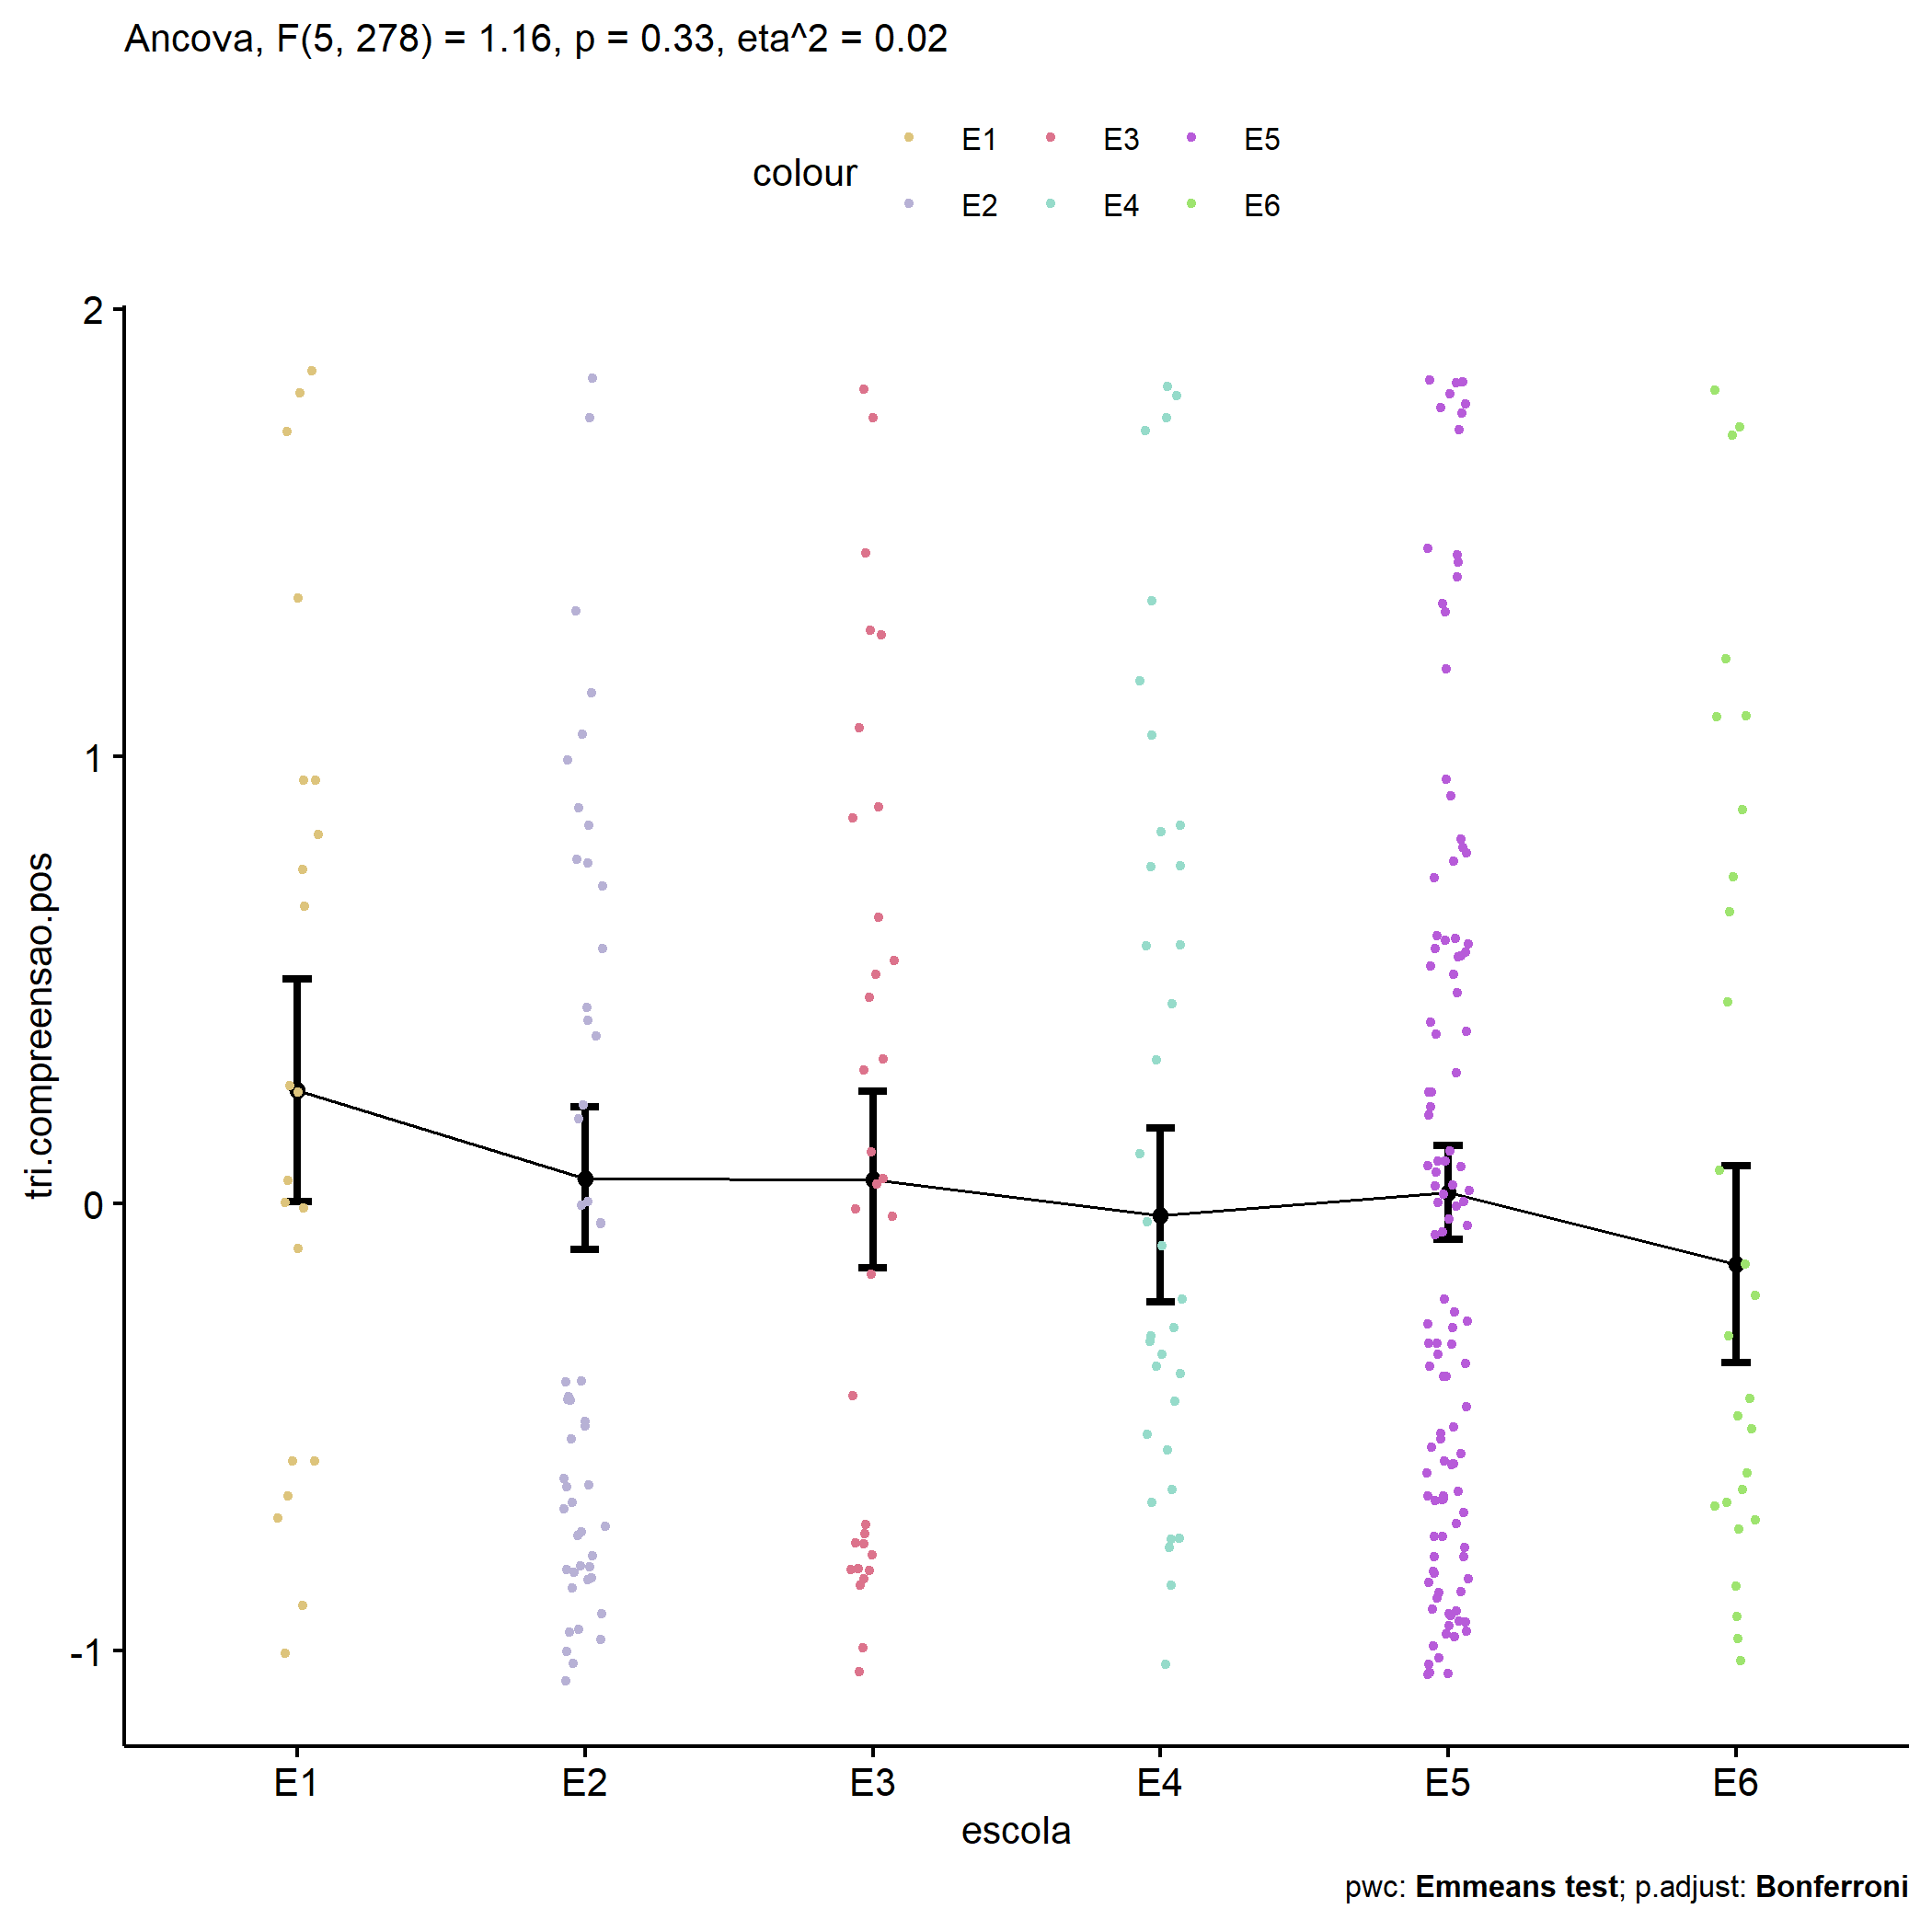 Ancova, F(5, 278) = 1.16, p = 0.33, eta^2 = 0.02
colour
E1 E3 E5
E2 E4 E6
2
1
0
-1
tri.compreensao.pos
E1 E2 E3 E4 E5 E6
escola
pwc: Emmeans test; p.adjust: Bonferroni